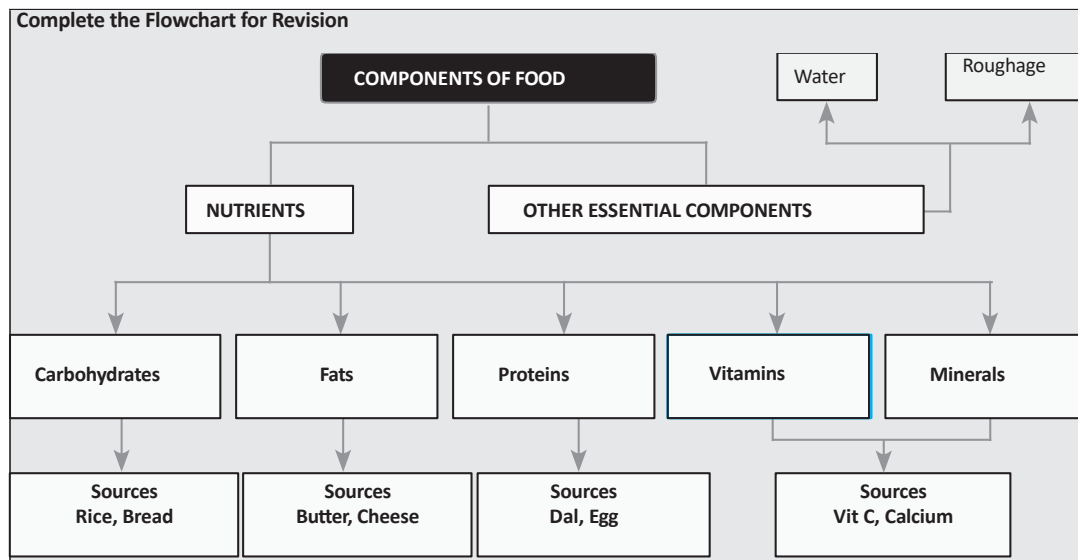 Complete the Flowchart for Revision
COMPONENTS OF FOOD
Water
Roughage
NUTRIENTS
OTHER ESSENTIAL COMPONENTS
Carbohydrates
Fats
Proteins
Vitamins
Minerals
Sources
Rice, Bread
Sources
Butter, Cheese
Sources
Dal, Egg
Sources
Vit C, Calcium